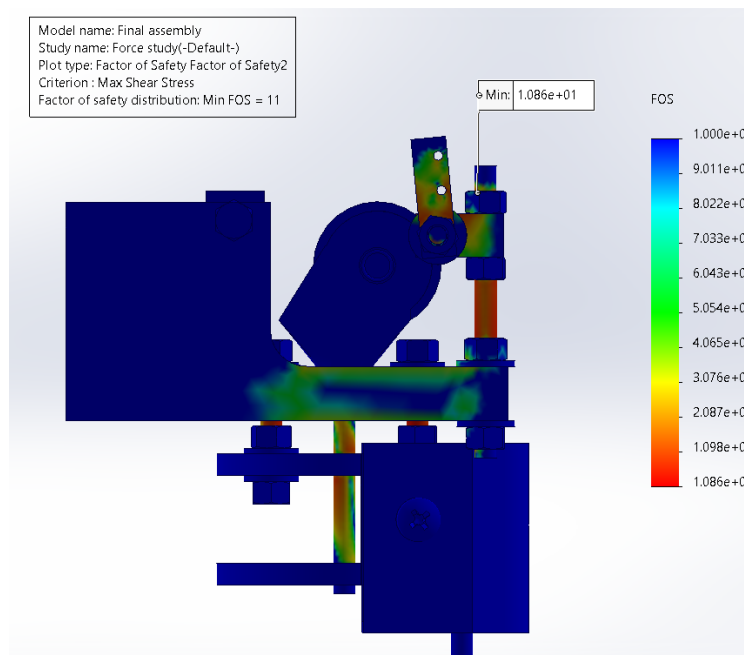 Model name: Final assembly
Study name: Force study(-Default-)
Plot type: Factor of Safety Factor of Safety2
Criterion : Max Shear Stress
Factor of safety distribution: Min FOS = 11
Min: 1.086e+01
FOS
1.000e+0
9.011e+0
8.022e+0
7.033e+0
6.043e+0
5.054e+0
4.065e+0
3.076e+0
2.087e+0
1.098e+0
1.086e+0